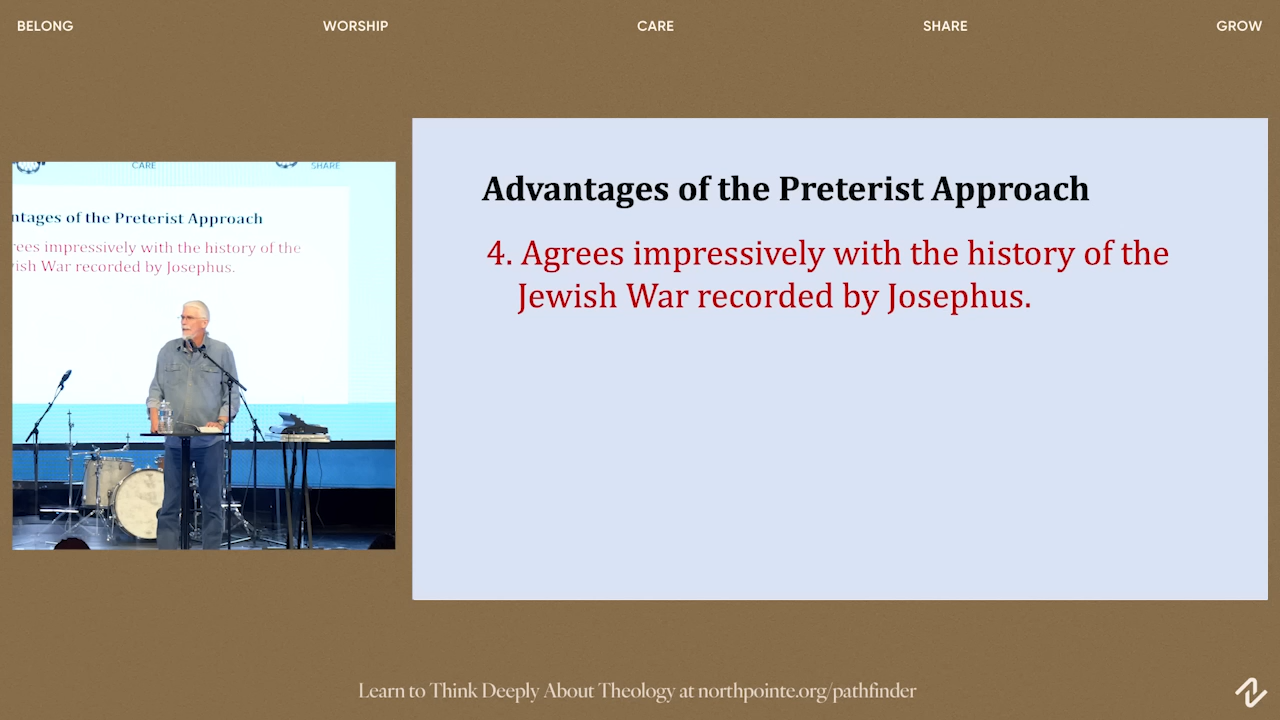 BELONG
WORSHIP
CARE
SHARE
GROW
CARE
SHARE
ntages of the Preterist Approach
rees impressively with the history of the
ish War recorded by Josephus.
Advantages of the Preterist Approach
4. Agrees impressively with the history of the
Jewish War recorded by Josephus.
Learn to Think Deeply About Theology at northpointe.org/pathfinder